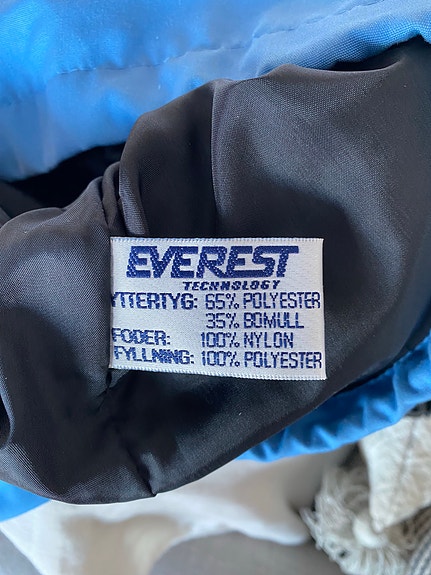 EVEREST
TECHNOLOGY
YTTERTYG: 65% POLYESTER
35% BOMULL
FODER: 100% NYLON
FYLLNING: 100% POLYESTER